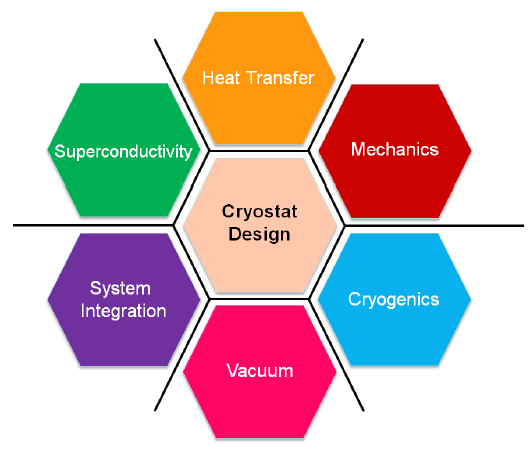 Heat Transfer
Superconductivity
Mechanics
Cryostat
Design
System
Integration
Cryogenics
Vacuum